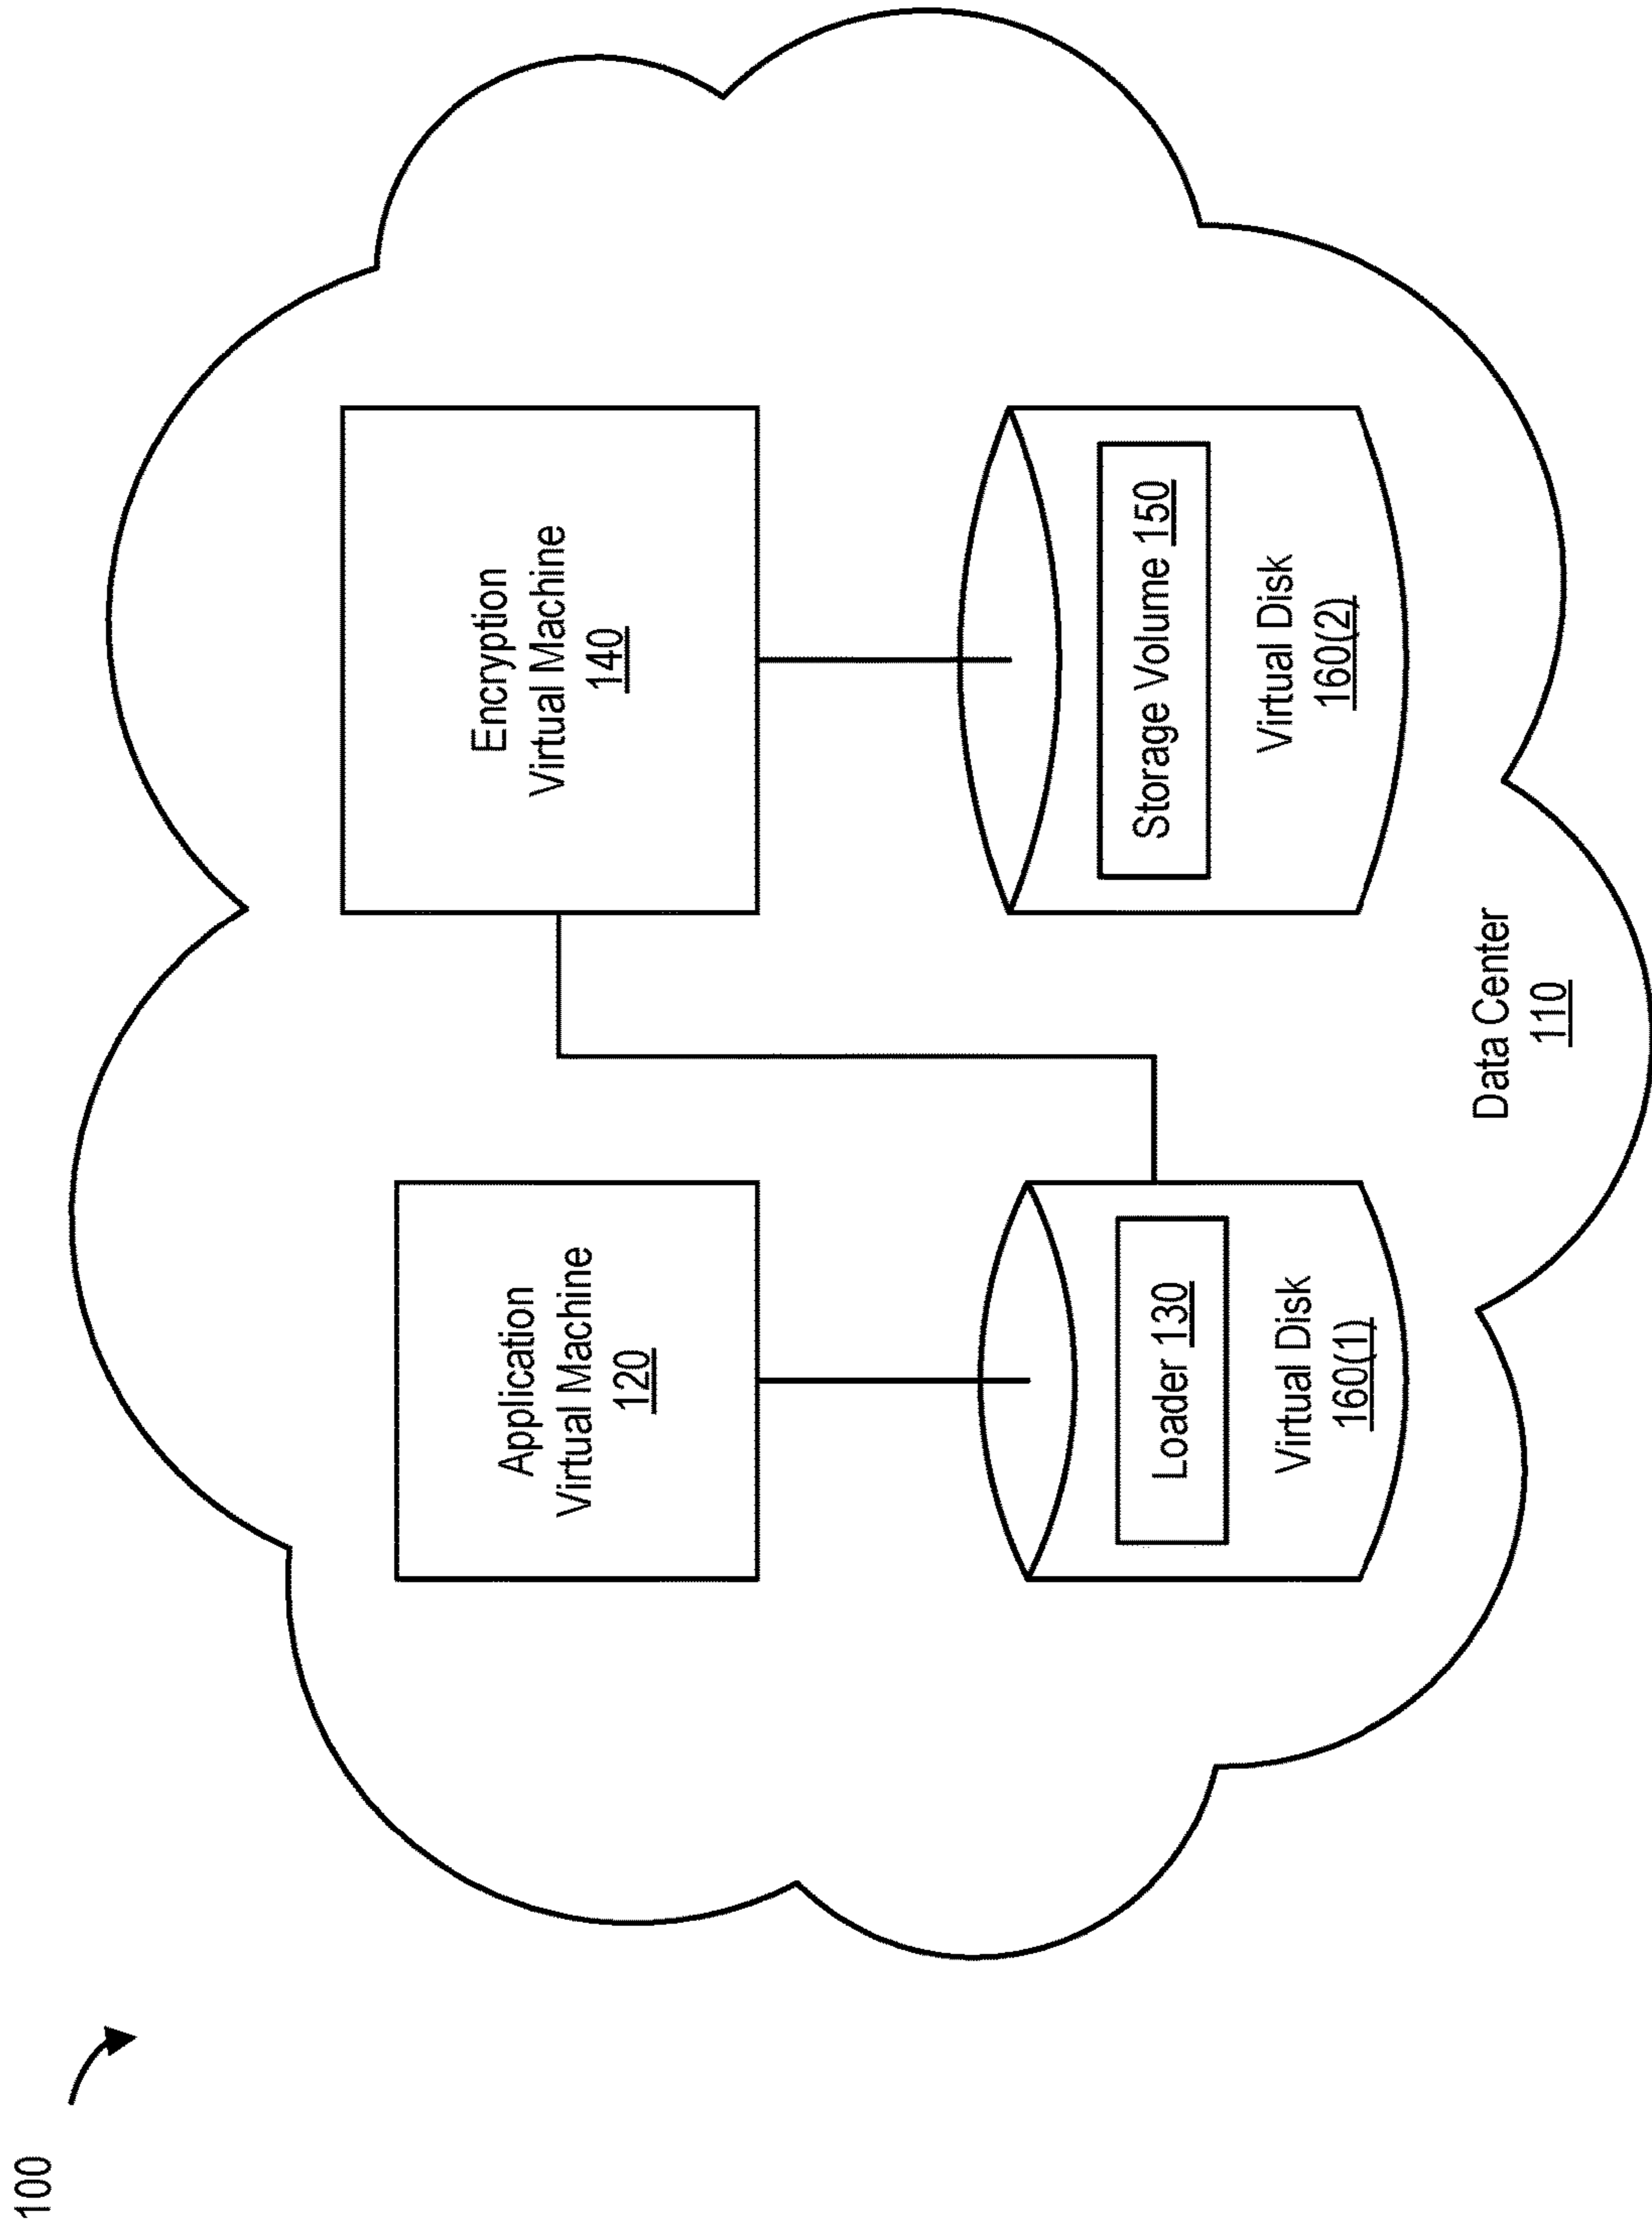 100
Application
Virtual Machine
120
Encryption
Virtual Machine
140
Loader 130
Virtual Disk
160(1)
Storage Volume 150
Virtual Disk
160(2)
Data Center
110